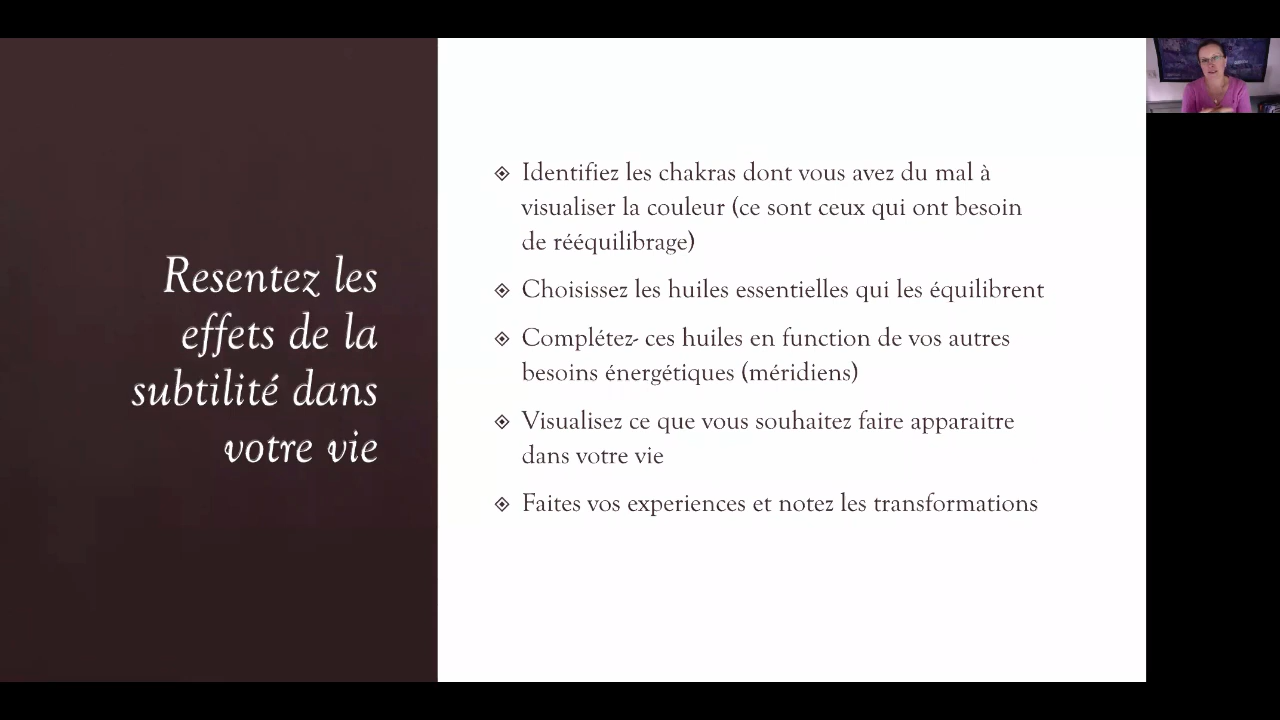 Resentez les
effets de la
subtilité dans
votre vie
Identifiez les chakras dont vous avez du mal à
visualiser la couleur (ce sont ceux qui ont besoin
de rééquilibrage)
Choisissez les huiles essentielles qui les équilibrent
Complétez- ces huiles en function de vos autres
besoins énergétiques (méridiens)
Visualisez ce que vous souhaitez faire apparaitre
dans votre vie
Faites vos experiences et notez les transformations